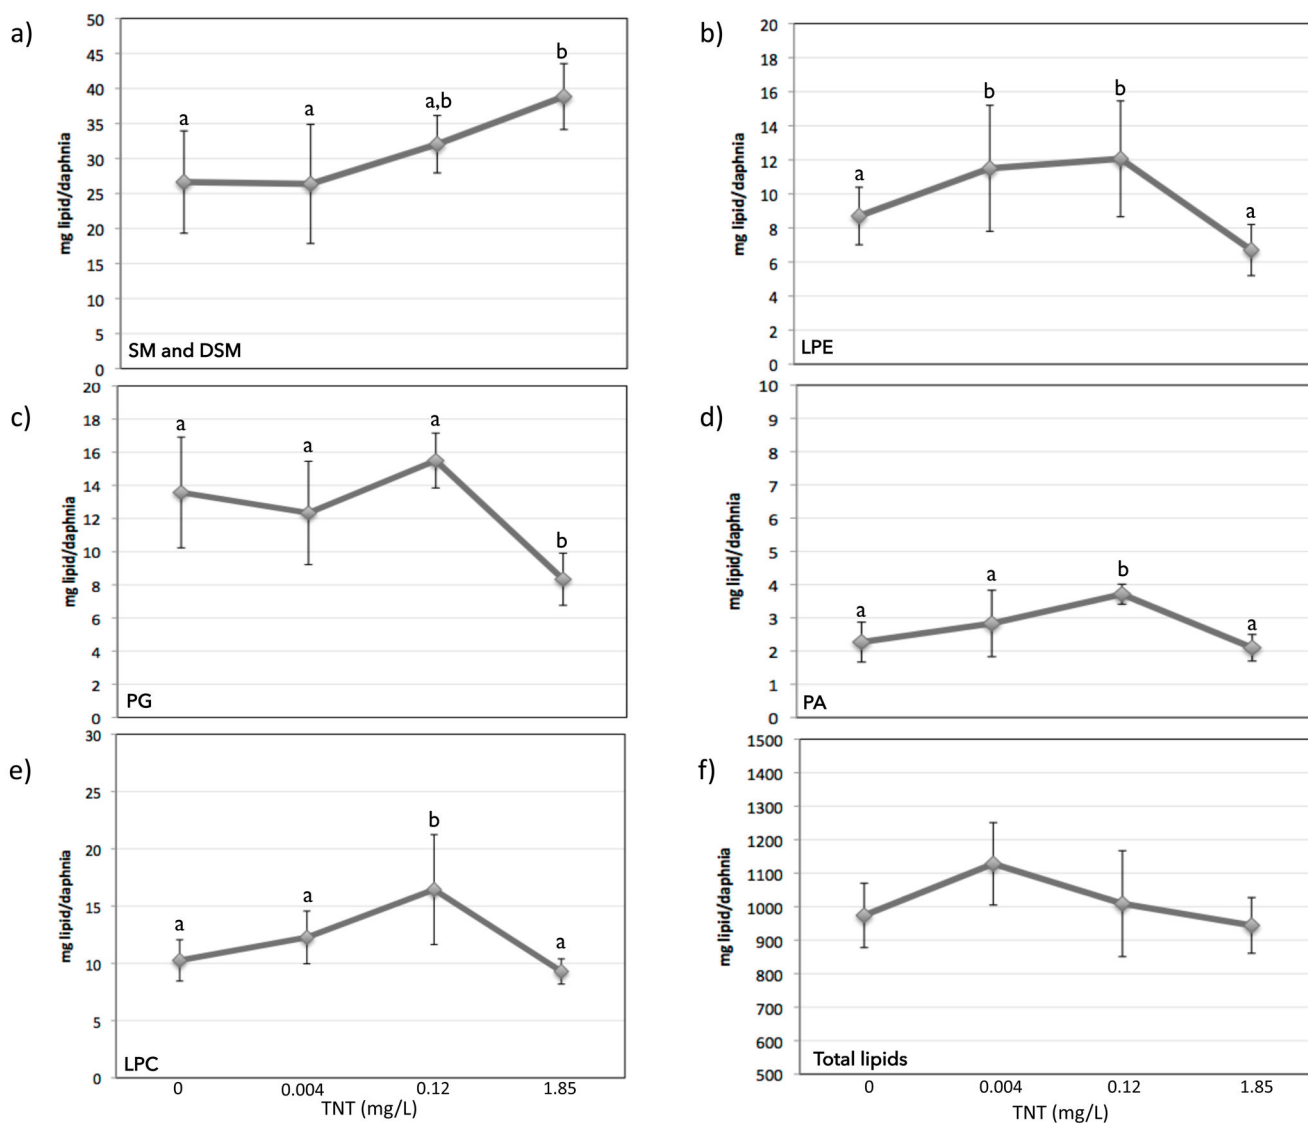 a)
50
45
40
35
30
25
20
15
10
5
0
mg lipid/daphnia
a
a
a,b
b
SM and DSM
b)
20
18
16
14
12
10
8
6
4
2
0
mg lipid/daphnia
a
b
b
a
LPE
c)
20
18
16
14
12
10
8
6
4
2
0
mg lipid/daphnia
a
a
a
b
PG
d)
10
9
8
7
6
5
4
3
2
1
0
mg lipid/daphnia
a
a
b
a
PA
e)
30
25
20
15
10
5
0
mg lipid/daphnia
a
a
b
a
LPC
0 0.004 0.12 1.85
TNT (mg/L)
f)
1500
1400
1300
1200
1100
1000
900
800
700
600
500
mg lipid/daphnia
Total lipids
0 0.004 0.12 1.85
TNT (mg/L)